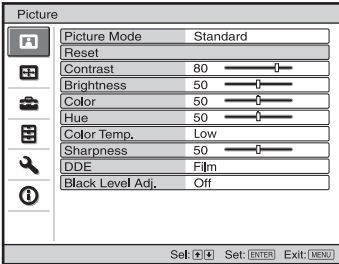 Picture
Picture Mode Standard
Reset
Contrast 80
Brightness 50
Color 50
Hue 50
Color Temp. Low
Sharpness 50
DDE Film
Black Level Adj. Off
Sel: Set: ENTER Exit: MENU